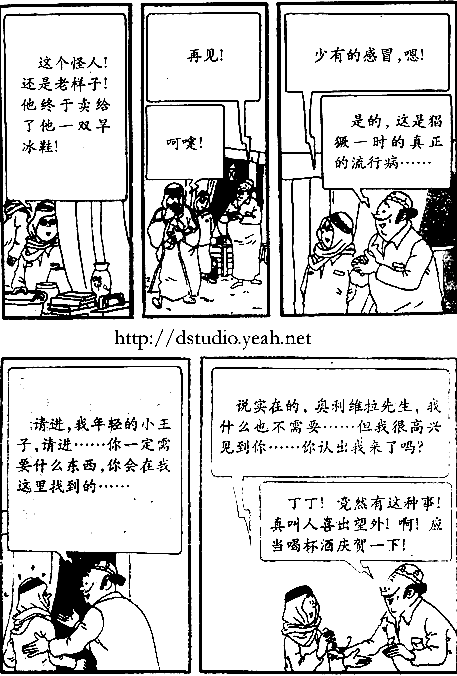 这个怪人!
还是老样子!
他终于卖给
了他一双旱
冰鞋!
再见!
呵嚏!
少有的感冒,嗯!
是的,这是猖
獗一时的真正
的流行病……
http://dstudio.yeah.net
请进,我年轻的小王
子,请进……你一定需
要什么东西,你会在我
这里找到的……
说实在的,奥利维拉先生,我
什么也不需要……但我很高兴
见到你……你认出我来了吗?
丁丁!竟然有这种事!
真叫人喜出望外!啊!应
当喝杯酒庆贺一下!